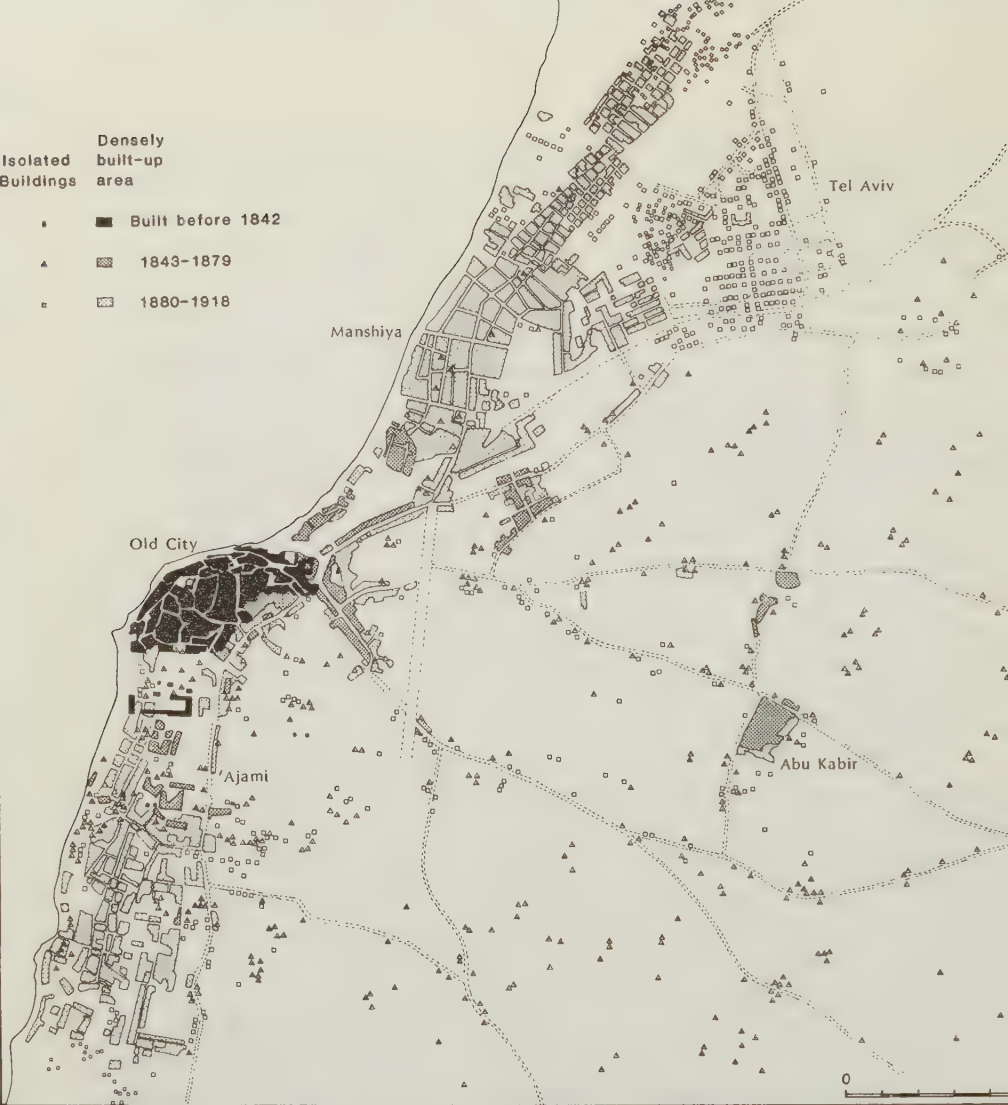 Densely
Isolated built-up
Buildings area
Built before 1842
1843-1879
1880-1918
Tel Aviv
Manshiya
Old City
'Ajami
Abu Kabir
0